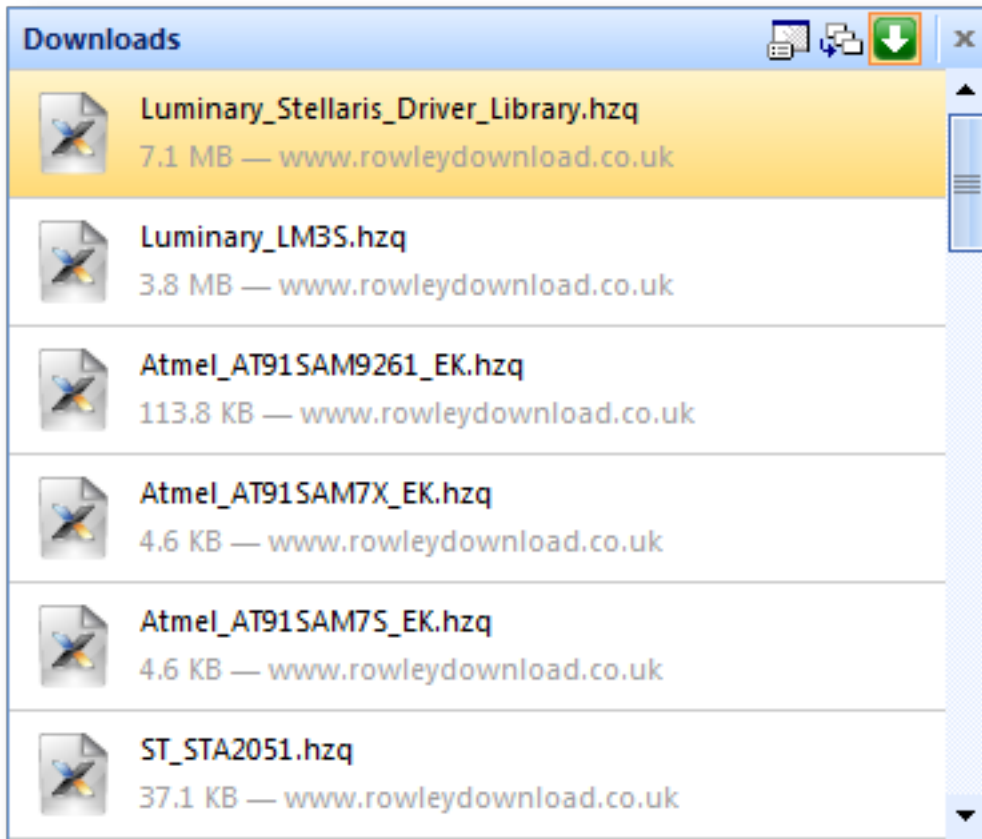 Downloads
Luminary_Stellaris_Driver_Library.hzq
7.1 MB — www.rowleydownload.co.uk
Luminary_LM3S.hzq
3.8 MB — www.rowleydownload.co.uk
Atmel_AT91SAM9261_EK.hzq
113.8 KB — www.rowleydownload.co.uk
Atmel_AT91SAM7X_EK.hzq
4.6 KB — www.rowleydownload.co.uk
Atmel_AT91SAM7S_EK.hzq
4.6 KB — www.rowleydownload.co.uk
ST_STA2051.hzq
37.1 KB — www.rowleydownload.co.uk